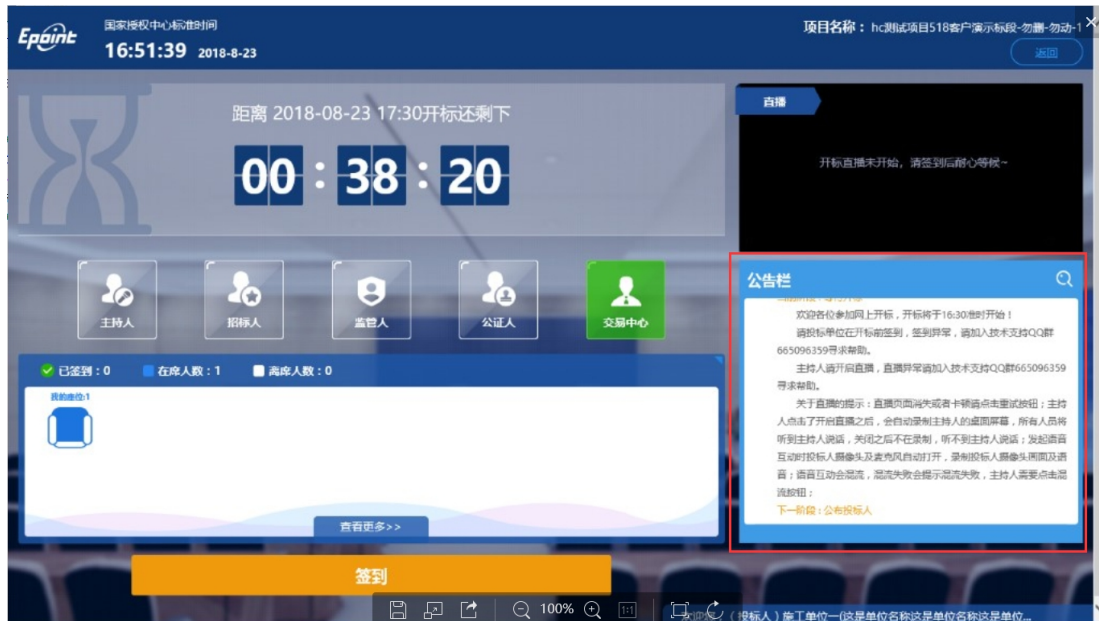 Epoint
国家授权中心标准时间
16:51:39 2018-8-23
项目名称：hc测试项目518客户演示标段-勿删-勿动-1
返回
距离 2018-08-23 17:30开标还剩下
00 : 38 : 20
直播
开标直播未开始，请签到后耐心等候~
主持人
招标人
监管人
公证人
交易中心
公告栏
欢迎各位参加网上开标，开标将于16:30准时开始！
请投标单位在开标前签到，签到异常，请加入技术支持QQ群
665096359寻求帮助。
主持人请开启直播，直播异常请加入技术支持QQ群665096359
寻求帮助。
关于直播的提示：直播页面消失或者卡顿请点击重试按钮；主持
人点击了开启直播之后，会自动录制主持人的桌面屏幕，所有人员将
听到主持人说话，关闭之后不在录制，听不到主持人说话；发起语音
互动时投标人摄像头及麦克风自动打开，录制投标人摄像头画面及语
音；语音互动会混流，混流失败会提示混流失败，主持人需要点击混
流按钮；
下一阶段：公布投标人
已签到：0 在席人数：1 离席人数：0
我的座位:1
查看更多>>
签到
100%
1:1
（投标人）施工单位一(这是单位名称这是单位名称这是单位...